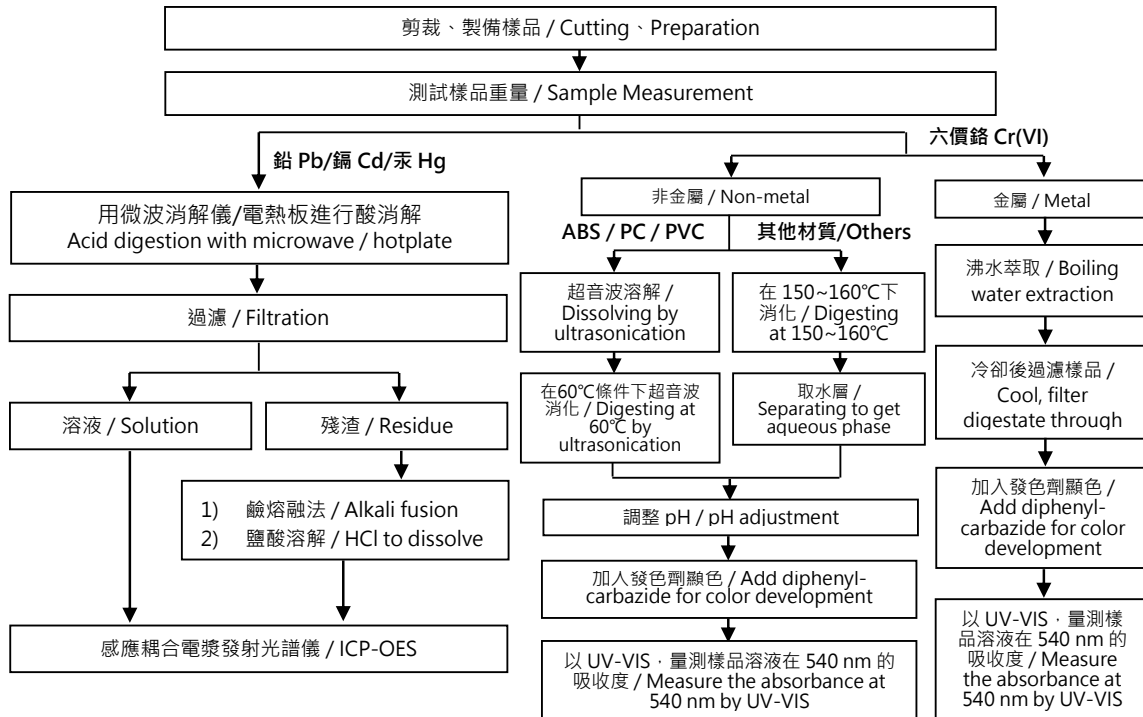 剪裁、製備樣品 / Cutting、Preparation
測試樣品重量 / Sample Measurement
鉛 Pb/鎘 Cd/汞 Hg
用微波消解儀/電熱板進行酸消解
Acid digestion with microwave / hotplate
過濾 / Filtration
溶液 / Solution
殘渣 / Residue
1) 鹼熔融法 / Alkali fusion
2) 鹽酸溶解 / HCl to dissolve
感應耦合電漿發射光譜儀 / ICP-OES
六價鉻 Cr(VI)
非金屬 / Non-metal
ABS / PC / PVC
超音波溶解 /
Dissolving by
ultrasonication
在60℃條件下超音波
消化 / Digesting at
60℃ by
ultrasonication
其他材質/Others
在 150~160℃下
消化 / Digesting
at 150~160℃
取水層 /
Separating to get
aqueous phase
調整 pH / pH adjustment
加入發色劑顯色 / Add diphenyl-
carbazide for color development
以 UV-VIS，量測樣品溶液在 540 nm 的
吸收度 / Measure the absorbance at
540 nm by UV-VIS
金屬 / Metal
沸水萃取 / Boiling
water extraction
冷卻後過濾樣品 /
Cool, filter
digestate through
加入發色劑顯色 /
Add diphenyl-
carbazide for color
development
以 UV-VIS，量測樣
品溶液在 540 nm 的
吸收度 / Measure
the absorbance at
540 nm by UV-VIS